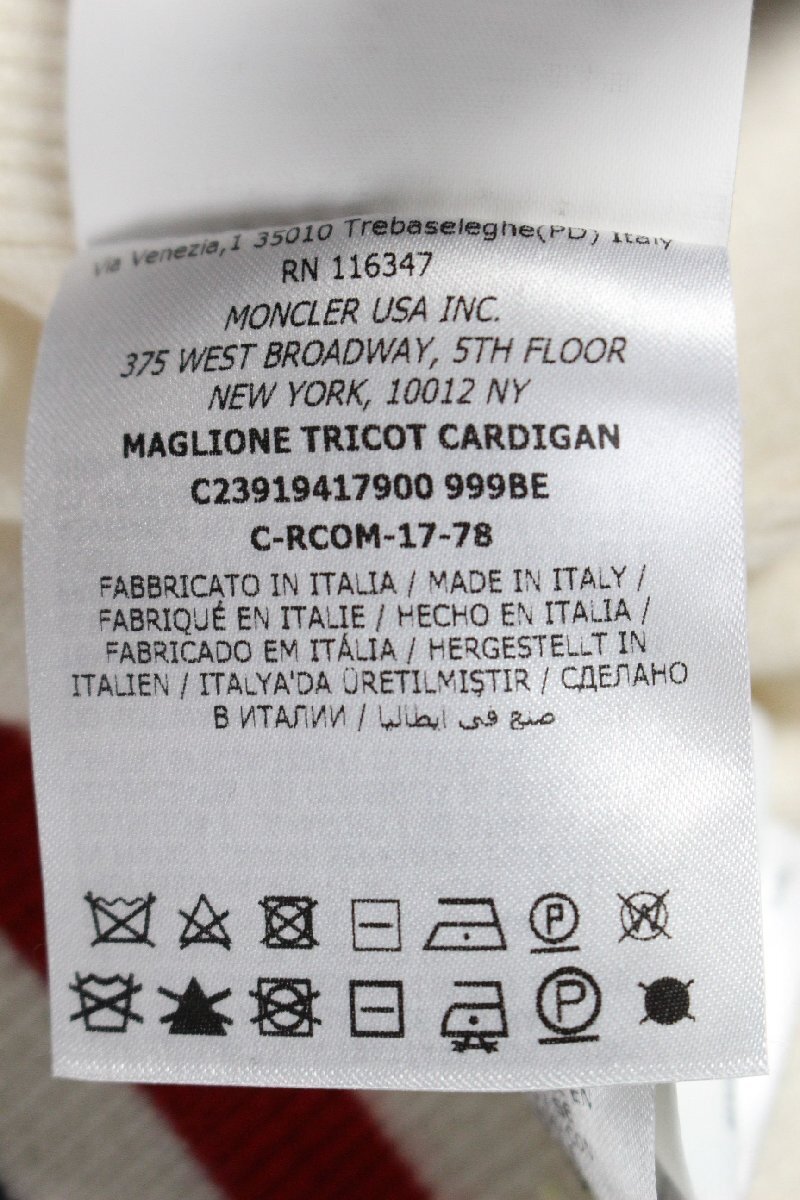 Via Venezia,1 35010 Trebaseleghe(PD) Italy
RN 116347
MONCLER USA INC.
375 WEST BROADWAY, 5TH FLOOR
NEW YORK, 10012 NY
MAGLIONE TRICOT CARDIGAN
C23919417900 999BE
C-RCOM-17-78
FABBRICATO IN ITALIA / MADE IN ITALY /
FABRIQUÉ EN ITALIE / HECHO EN ITALIA /
FABRICADO EM ITÁLIA / HERGESTELLT IN
ITALIEN / ITALYA'DA ÜRETILMIŞTIR / СДЕЛАНО
В ИТАЛИИ / صنع في ايطاليا
P W
P